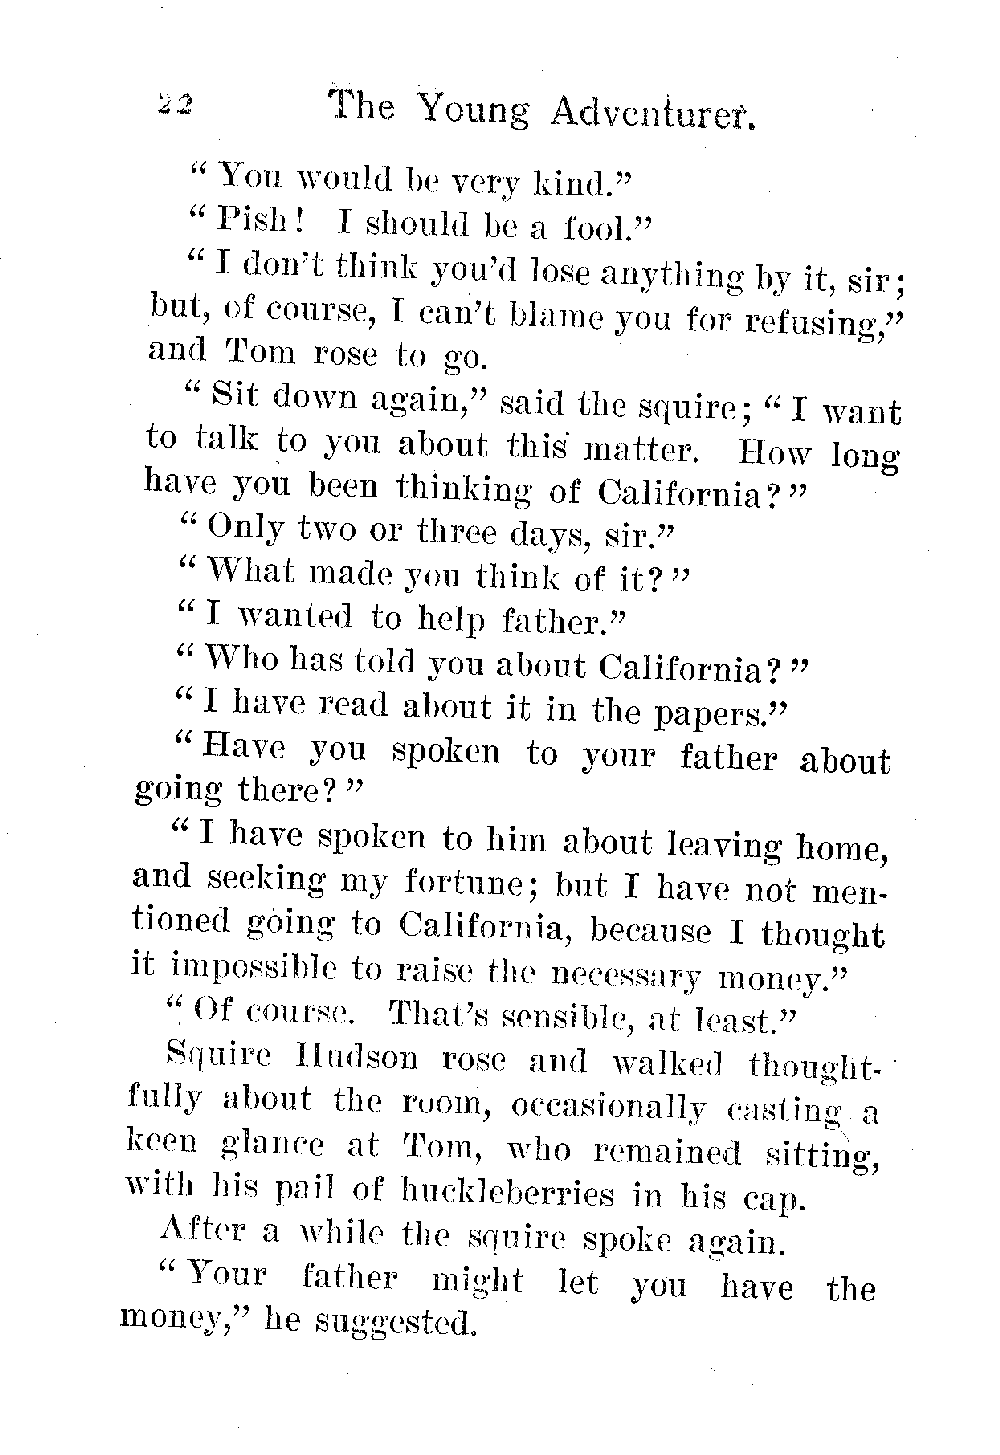 22 The Young Adventurer.
“ You would be very kind.”
“ Pish! I should be a fool.”
“ I don’t think you’d lose anything by it, sir;
but, of course, I can’t blame you for refusing,”
and Tom rose to go.
“ Sit down again,” said the squire; “ I want
to talk to you about this matter. How long
have you been thinking of California? ”
“ Only two or three days, sir.”
“ What made you think of it? ”
“ I wanted to help father.”
“ Who has told you about California? ”
“ I have read about it in the papers.”
“ Have you spoken to your father about
going there? ”
“ I have spoken to him about leaving home,
and seeking my fortune; but I have not men-
tioned going to California, because I thought
it impossible to raise the necessary money.”
“ Of course. That’s sensible, at least.”
Squire Hudson rose and walked thought-
fully about the room, occasionally casting a
keen glance at Tom, who remained sitting,
with his pail of huckleberries in his cap.
After a while the squire spoke again.
“ Your father might let you have the
money,” he suggested.